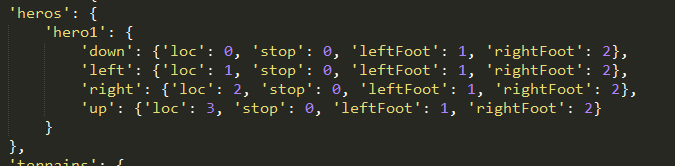 'heros': {
'hero1': {
'down': {'loc': 0, 'stop': 0, 'leftFoot': 1, 'rightFoot': 2},
'left': {'loc': 1, 'stop': 0, 'leftFoot': 1, 'rightFoot': 2},
'right': {'loc': 2, 'stop': 0, 'leftFoot': 1, 'rightFoot': 2},
'up': {'loc': 3, 'stop': 0, 'leftFoot': 1, 'rightFoot': 2}
}
},